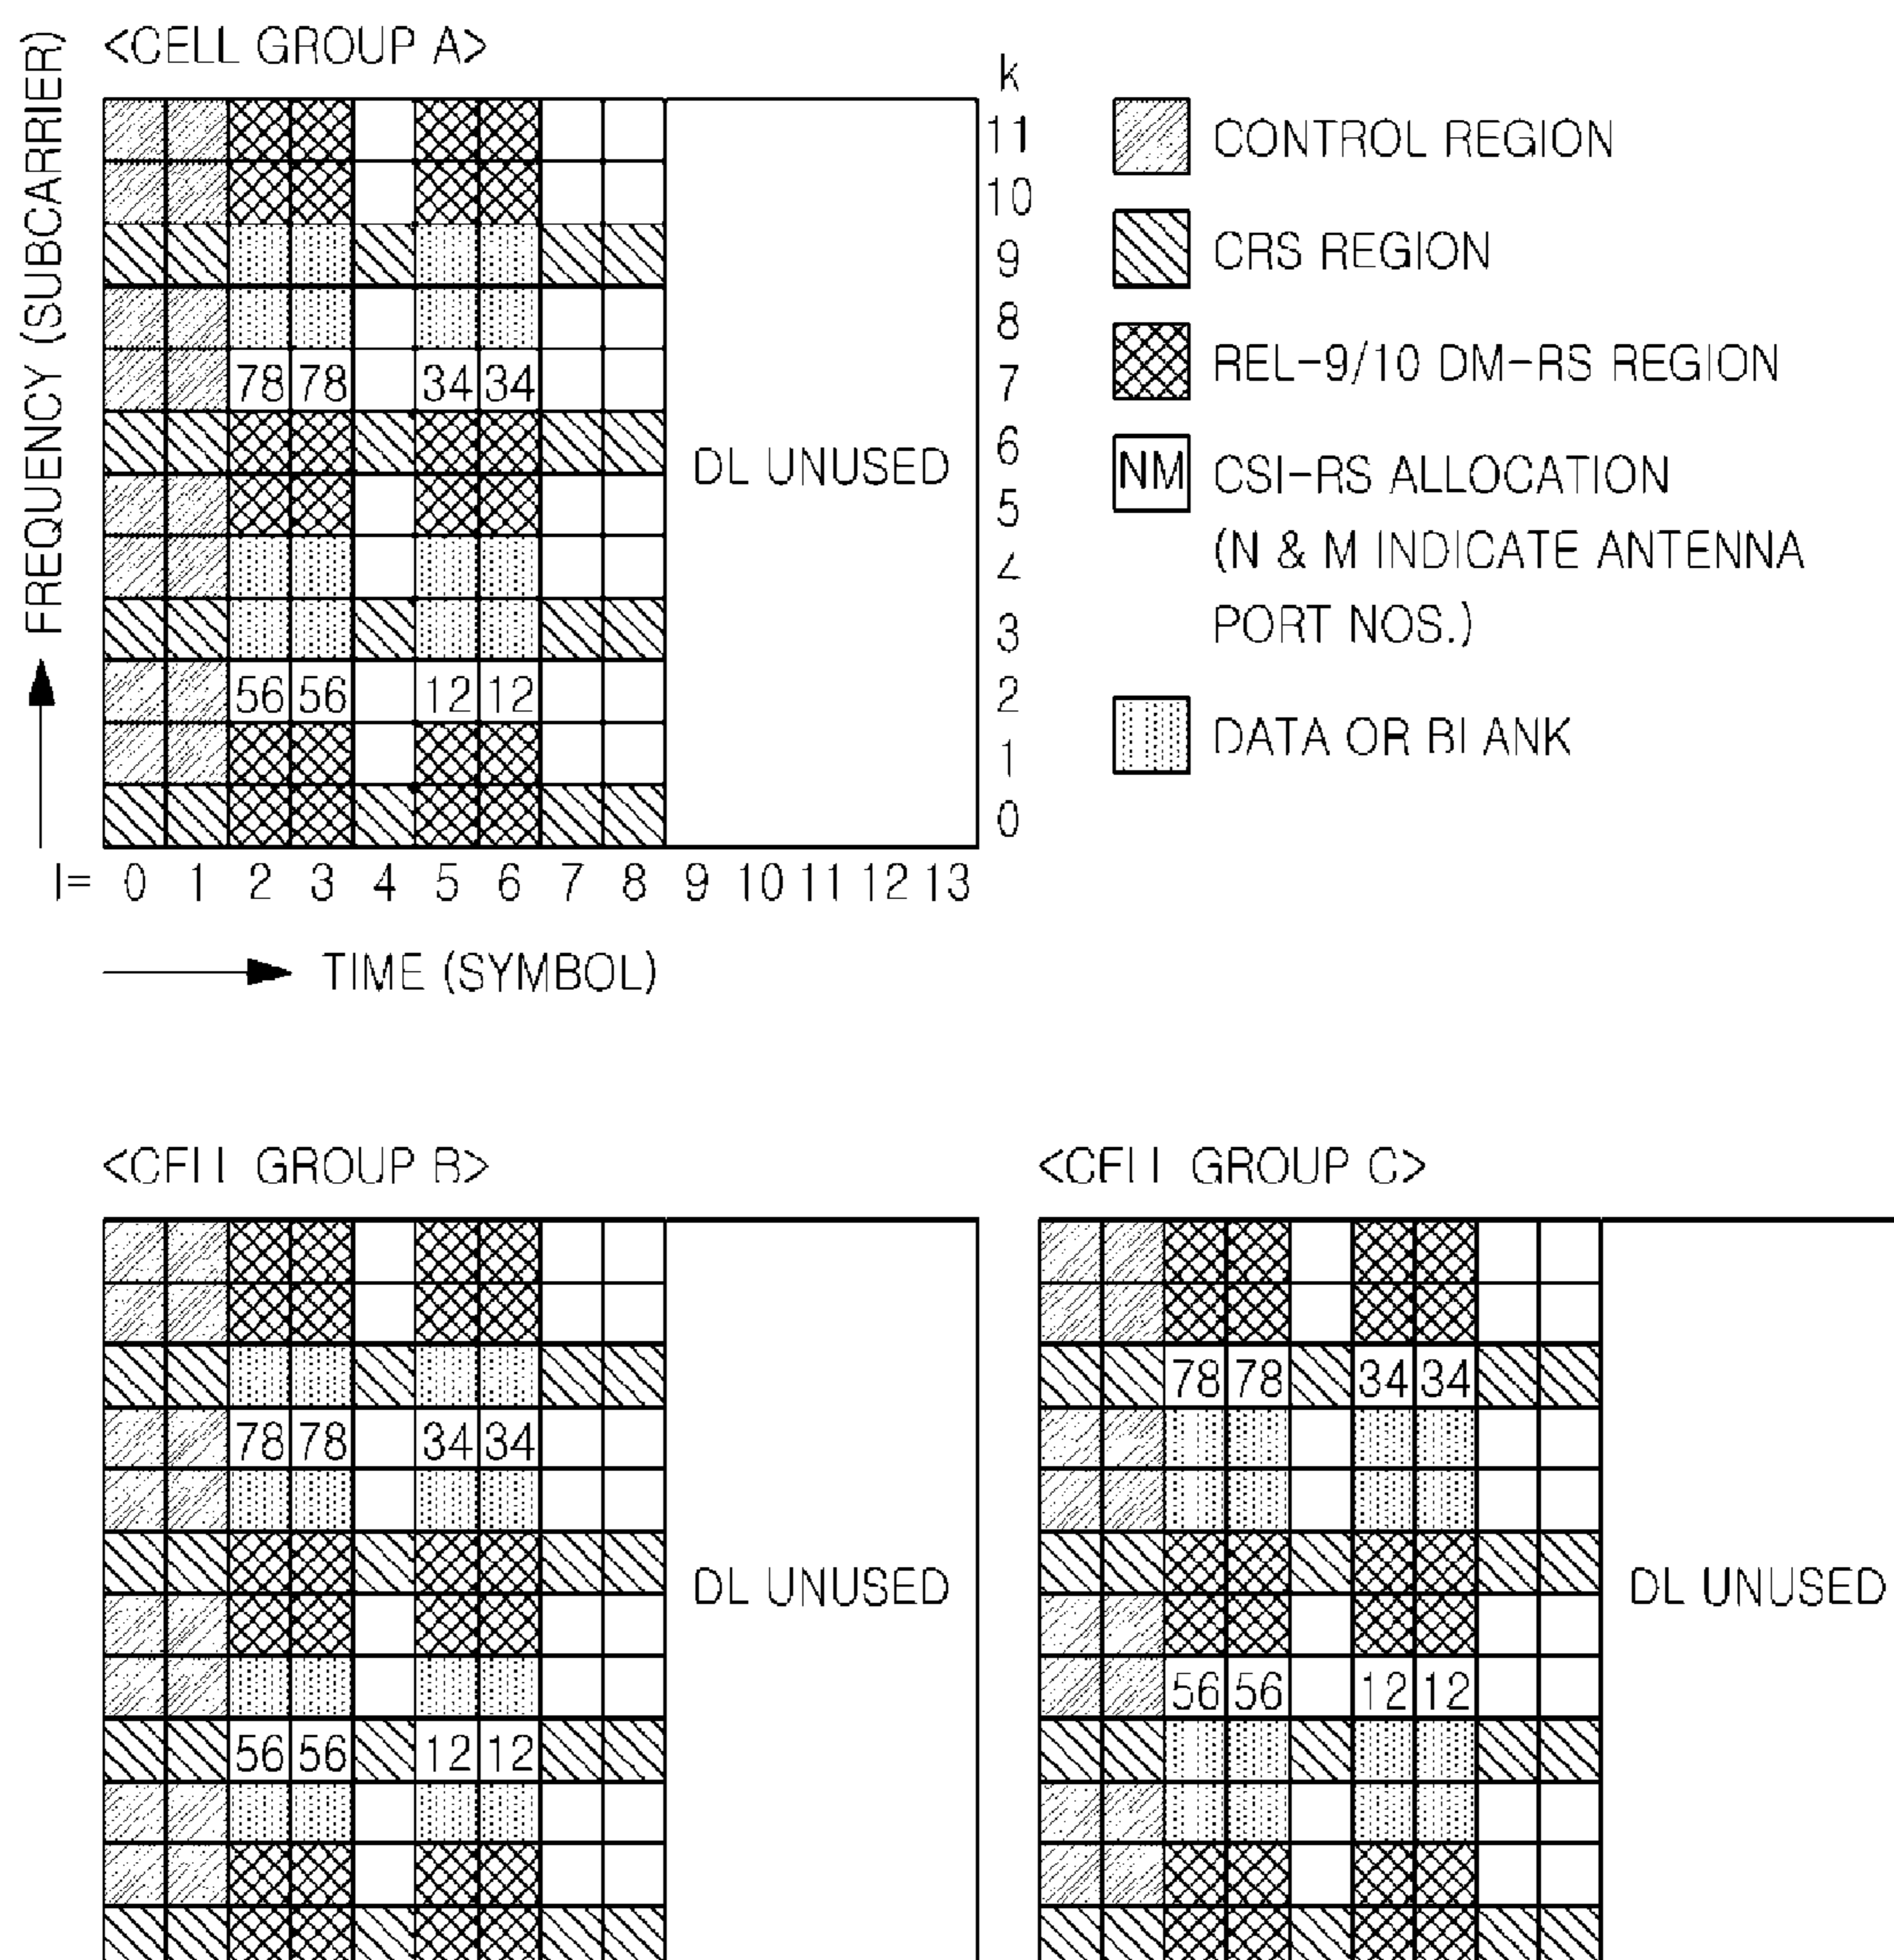 <CELL GROUP A>
FREQUENCY (SUBCARRIER)
k
11
10
9
8
78 78 34 34 7
6
DL UNUSED
5
4
3
56 56 12 12 2
1
0
l= 0 1 2 3 4 5 6 7 8 9 10 11 12 13
TIME (SYMBOL)
CONTROL REGION
CRS REGION
REL-9/10 DM-RS REGION
NM CSI-RS ALLOCATION
(N & M INDICATE ANTENNA
PORT NOS.)
DATA OR BLANK
<CELL GROUP B>
78 78 34 34
DL UNUSED
56 56 12 12
<CELL GROUP C>
78 78 34 34
DL UNUSED
56 56 12 12